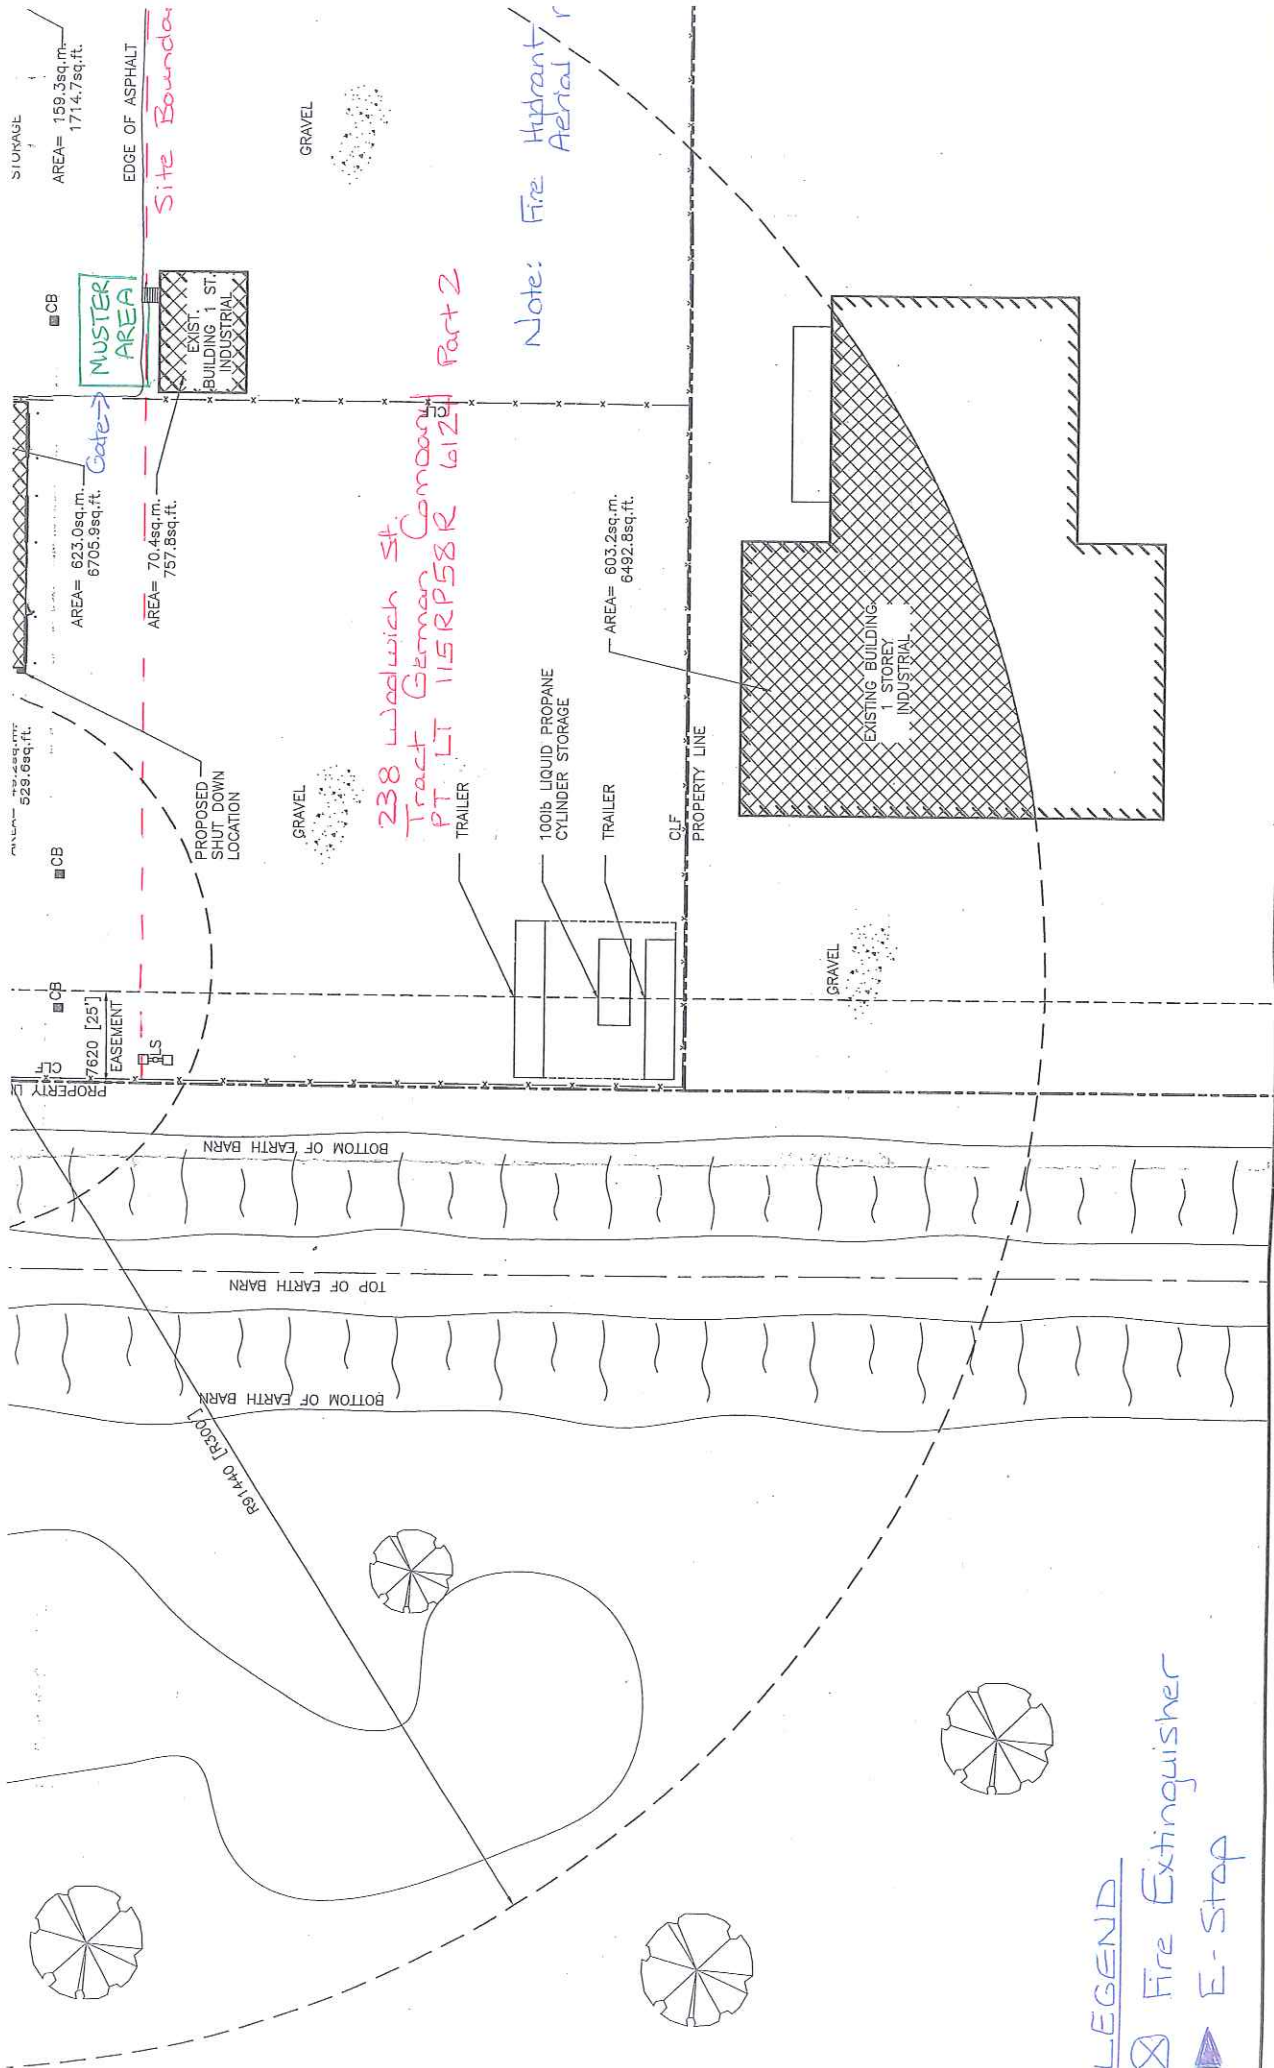 STORAGE
AREA= 159.3sq.m.
1714.7sq.ft.
EDGE OF ASPHALT
Site
GRAVEL
Note: Fire Hydrant
Aerial
CB
MUSTER
AREA
EXIST.
BUILDING 1 ST.
INDUSTRIAL
Gate→
AREA= 623.0sq.m.
6705.9sq.ft.
AREA= 70.4sq.m.
757.8sq.ft.
CLF
238 Woolwich St.
Tract German Company
PT LT 115RP58R 6124 Part 2
529.6sq.ft.
PROPOSED
SHUT DOWN
LOCATION
CB
GRAVEL
TRAILER
100lb LIQUID PROPANE
CYLINDER STORAGE
TRAILER
AREA= 603.2sq.m.
6492.8sq.ft.
CLF
PROPERTY LINE
EXISTING BUILDING
1 STOREY
INDUSTRIAL
GRAVEL
CB
7620 [25']
EASEMENT
LS
CLF
PROPERTY
BOTTOM OF EARTH BARN
TOP OF EARTH BARN
BOTTOM OF EARTH BARN
R91440 [R300']
LEGEND
Fire Extinguisher
E-Stop